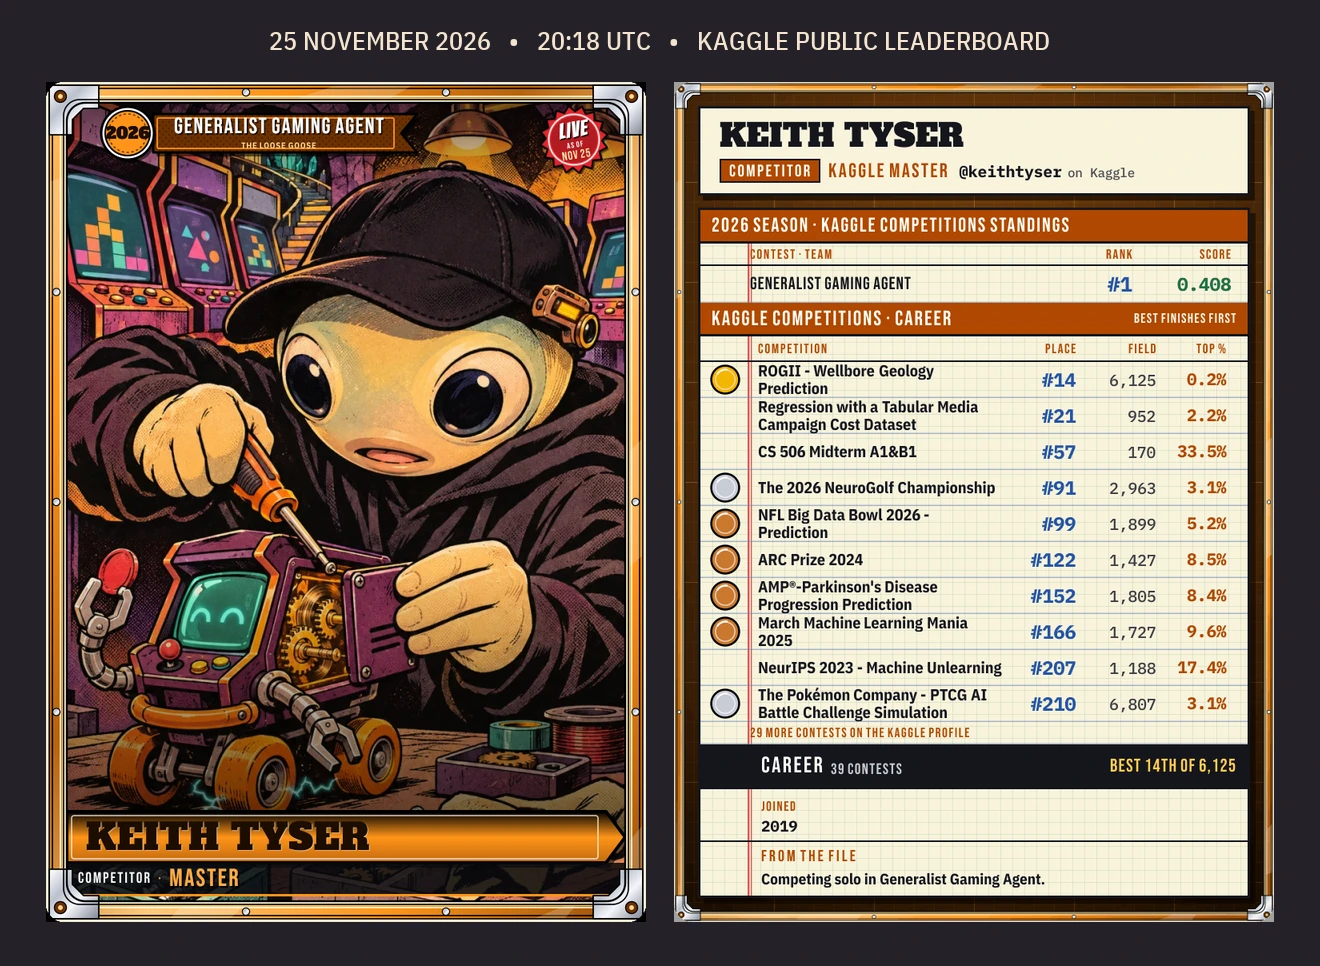 25 NOVEMBER 2026 • 20:18 UTC • KAGGLE PUBLIC LEADERBOARD
2026
GENERALIST GAMING AGENT
THE LOOSE GOOSE
LIVE
AS OF
NOV 25
KEITH TYSER
COMPETITOR · MASTER
KEITH TYSER
COMPETITOR KAGGLE MASTER @keithtyser on Kaggle
2026 SEASON · KAGGLE COMPETITIONS STANDINGS
CONTEST · TEAM RANK SCORE
GENERALIST GAMING AGENT #1 0.408
KAGGLE COMPETITIONS · CAREER BEST FINISHES FIRST
COMPETITION PLACE FIELD TOP %
ROGII - Wellbore Geology
Prediction #14 6,125 0.2%
Regression with a Tabular Media
Campaign Cost Dataset #21 952 2.2%
CS 506 Midterm A1&B1 #57 170 33.5%
The 2026 NeuroGolf Championship #91 2,963 3.1%
NFL Big Data Bowl 2026 -
Prediction #99 1,899 5.2%
ARC Prize 2024 #122 1,427 8.5%
AMP®-Parkinson's Disease
Progression Prediction #152 1,805 8.4%
March Machine Learning Mania
2025 #166 1,727 9.6%
NeurIPS 2023 - Machine Unlearning #207 1,188 17.4%
The Pokémon Company - PTCG AI
Battle Challenge Simulation #210 6,807 3.1%
29 MORE CONTESTS ON THE KAGGLE PROFILE
CAREER 39 CONTESTS BEST 14TH OF 6,125
JOINED
2019
FROM THE FILE
Competing solo in Generalist Gaming Agent.